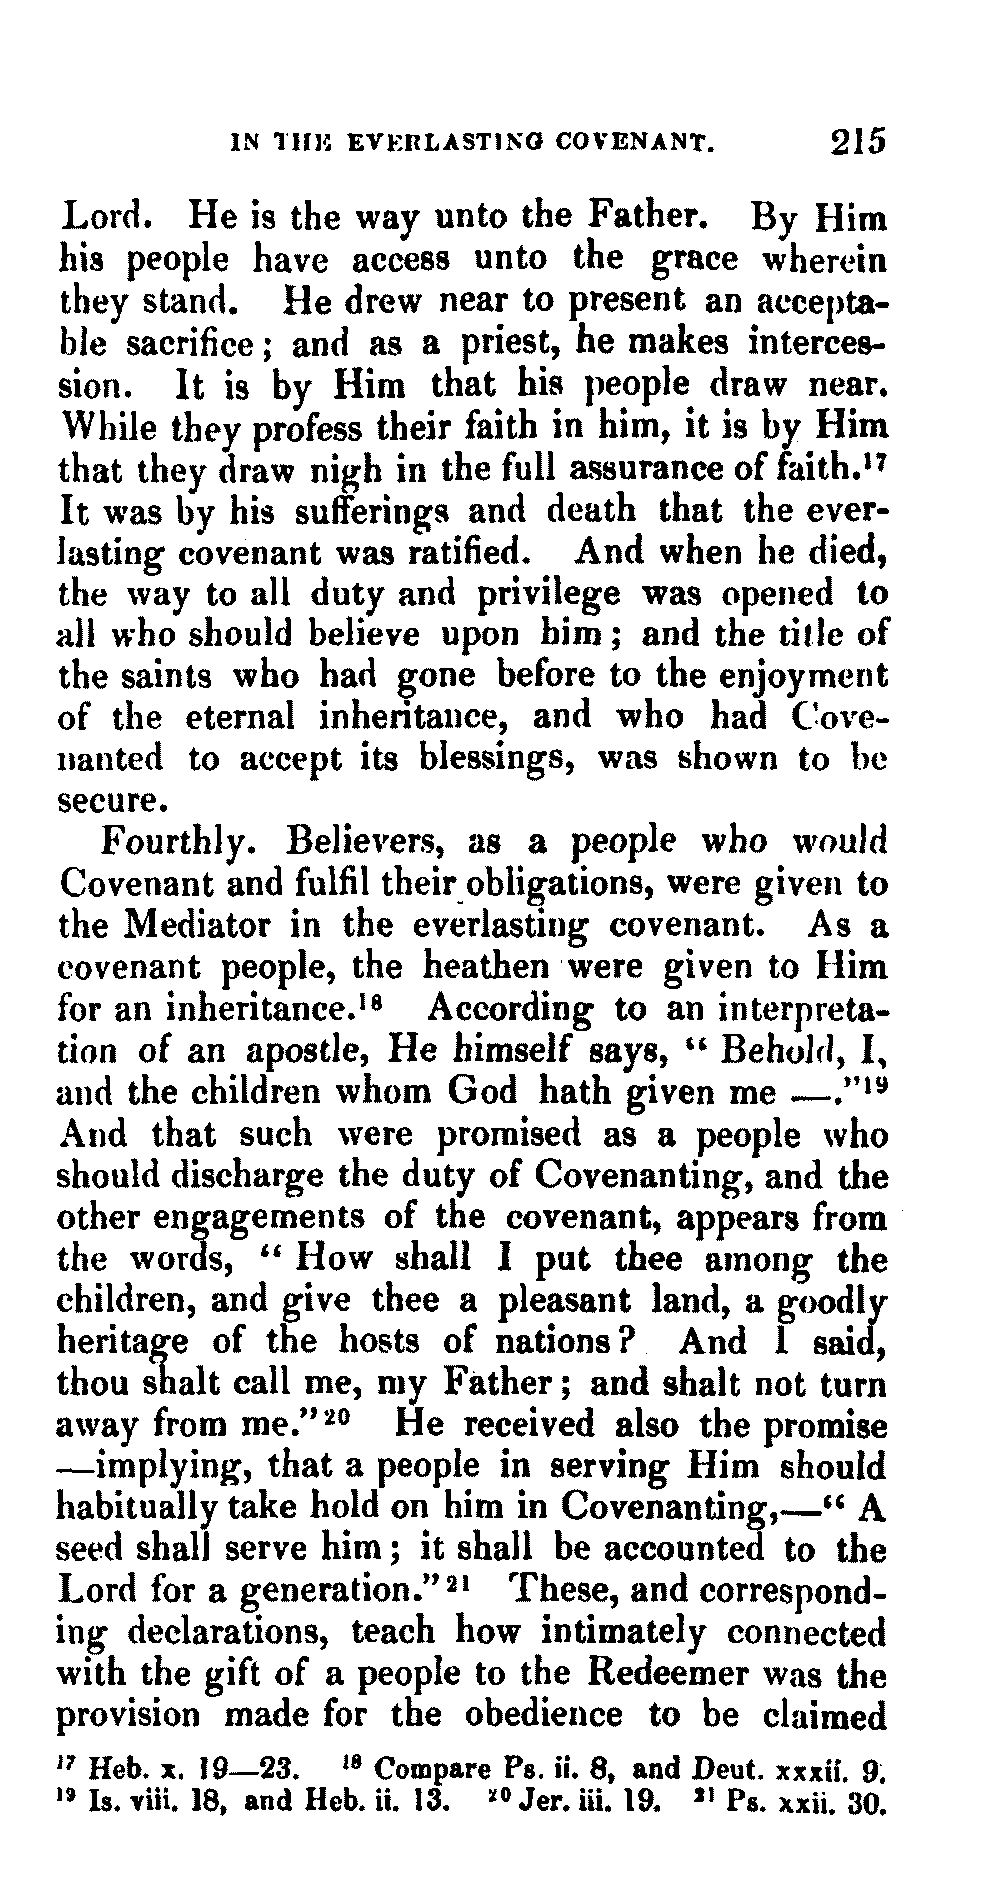 IN THE EVERLASTING COVENANT. 215
Lord. He is the way unto the Father. By Him
his people have access unto the grace wherein
they stand. He drew near to present an accepta-
ble sacrifice; and as a priest, he makes interces-
sion. It is by Him that his people draw near.
While they profess their faith in him, it is by Him
that they draw nigh in the full assurance of faith.¹⁷
It was by his sufferings and death that the ever-
lasting covenant was ratified. And when he died,
the way to all duty and privilege was opened to
all who should believe upon him; and the title of
the saints who had gone before to the enjoyment
of the eternal inheritance, and who had Cove-
nanted to accept its blessings, was shown to be
secure.
Fourthly. Believers, as a people who would
Covenant and fulfil their obligations, were given to
the Mediator in the everlasting covenant. As a
covenant people, the heathen were given to Him
for an inheritance.¹⁸ According to an interpreta-
tion of an apostle, He himself says, “ Behold, I,
and the children whom God hath given me —.”¹⁹
And that such were promised as a people who
should discharge the duty of Covenanting, and the
other engagements of the covenant, appears from
the words, “ How shall I put thee among the
children, and give thee a pleasant land, a goodly
heritage of the hosts of nations? And I said,
thou shalt call me, my Father; and shalt not turn
away from me.”²⁰ He received also the promise
—implying, that a people in serving Him should
habitually take hold on him in Covenanting,—“ A
seed shall serve him; it shall be accounted to the
Lord for a generation.”²¹ These, and correspond-
ing declarations, teach how intimately connected
with the gift of a people to the Redeemer was the
provision made for the obedience to be claimed
¹⁷ Heb. x. 19—23. ¹⁸ Compare Ps. ii. 8, and Deut. xxxii. 9.
¹⁹ Is. viii. 18, and Heb. ii. 13. ²⁰ Jer. iii. 19. ²¹ Ps. xxii. 30.